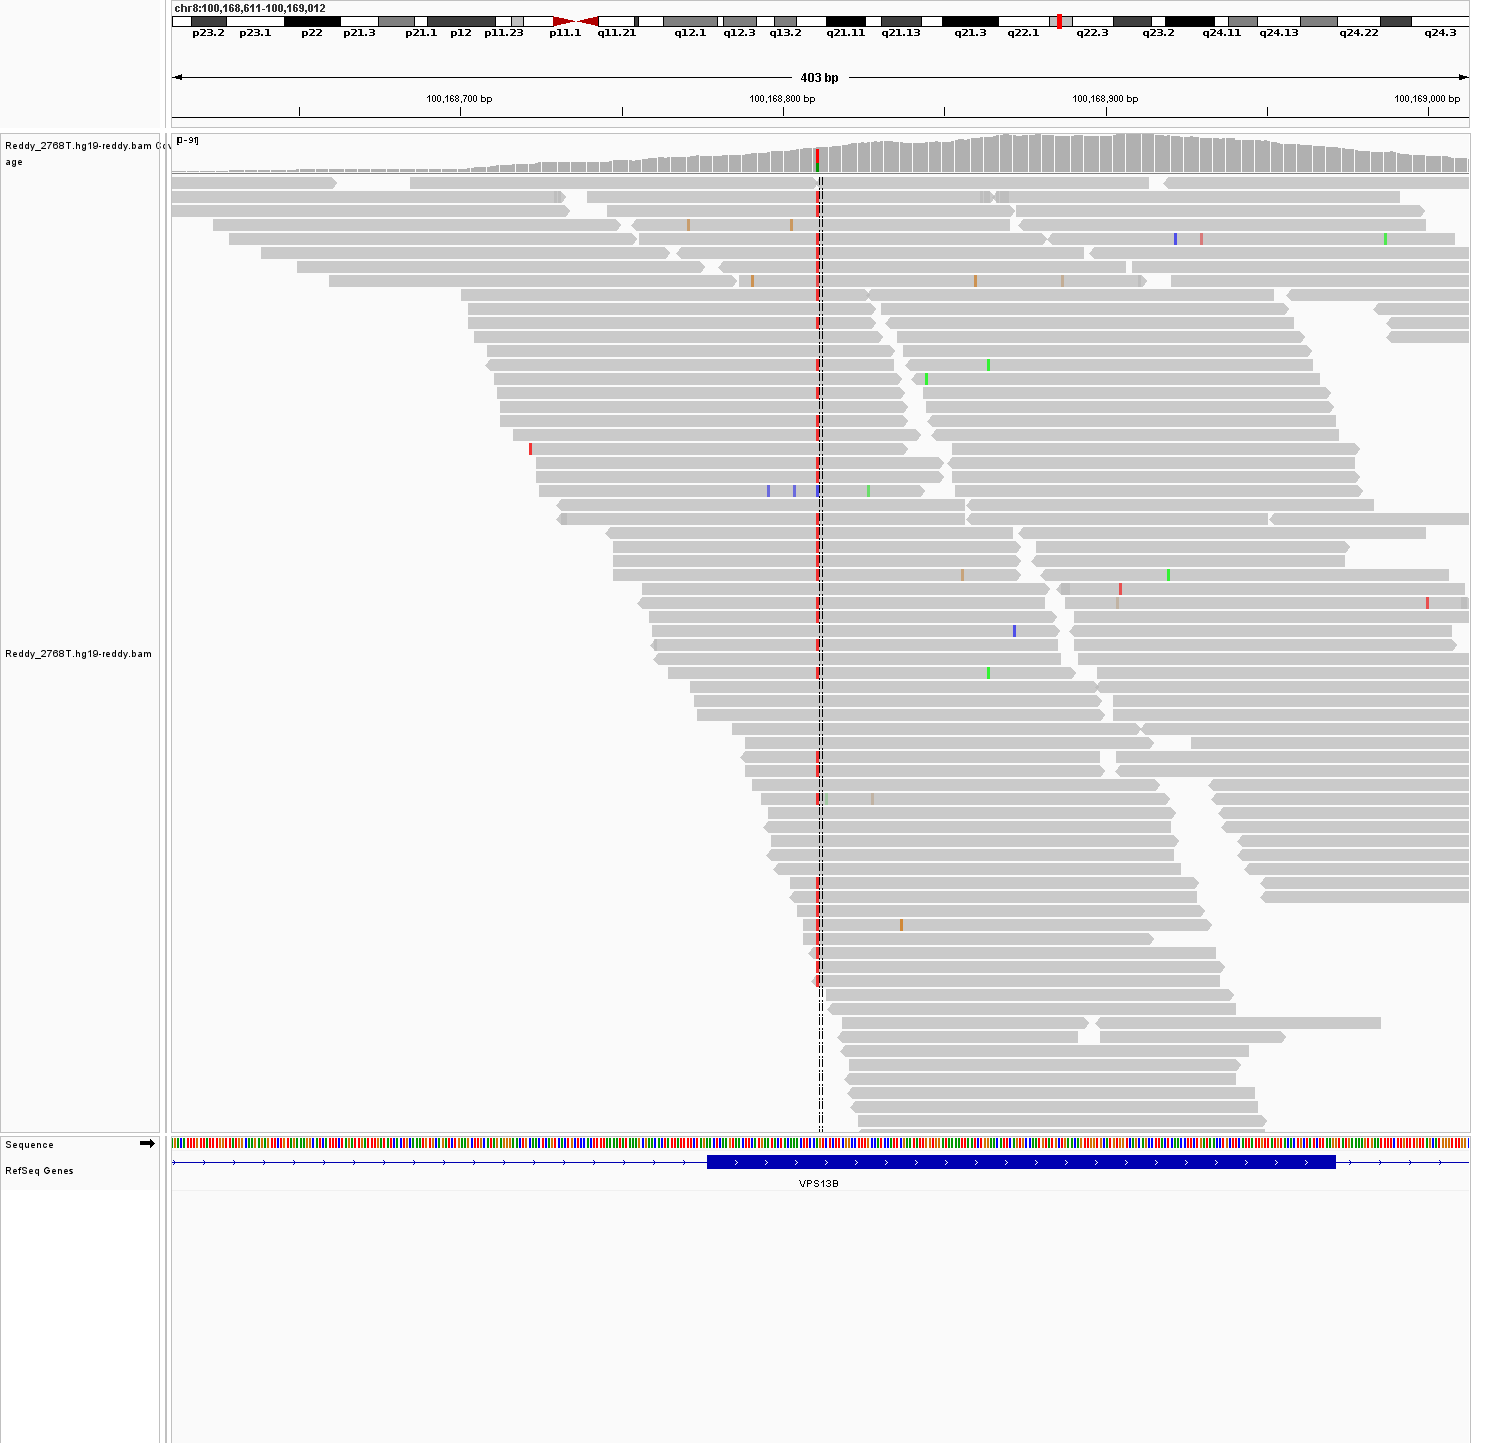 chr8:100,168,611-100,169,012
p23.2 p23.1 p22 p21.3 p21.1 p12 p11.23 p11.1 q11.21 q12.1 q12.3 q13.2 q21.11 q21.13 q21.3 q22.1 q22.3 q23.2 q24.11 q24.13 q24.22 q24.3
403 bp
100,168,700 bp 100,168,800 bp 100,168,900 bp 100,169,000 bp
Reddy_2768T.hg19-reddy.bam Cov
age
[0-91]
Reddy_2768T.hg19-reddy.bam
Sequence
RefSeq Genes
VPS13B